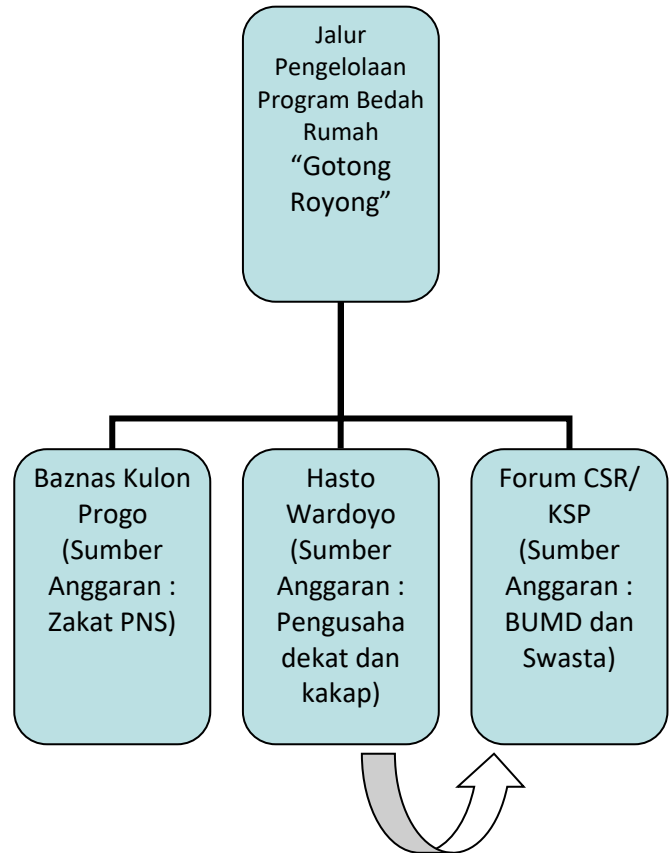 Jalur
Pengelolaan
Program Bedah
Rumah
“Gotong
Royong”
Baznas Kulon
Progo
(Sumber
Anggaran :
Zakat PNS)
Hasto
Wardoyo
(Sumber
Anggaran :
Pengusaha
dekat dan
kakap)
Forum CSR/
KSP
(Sumber
Anggaran :
BUMD dan
Swasta)